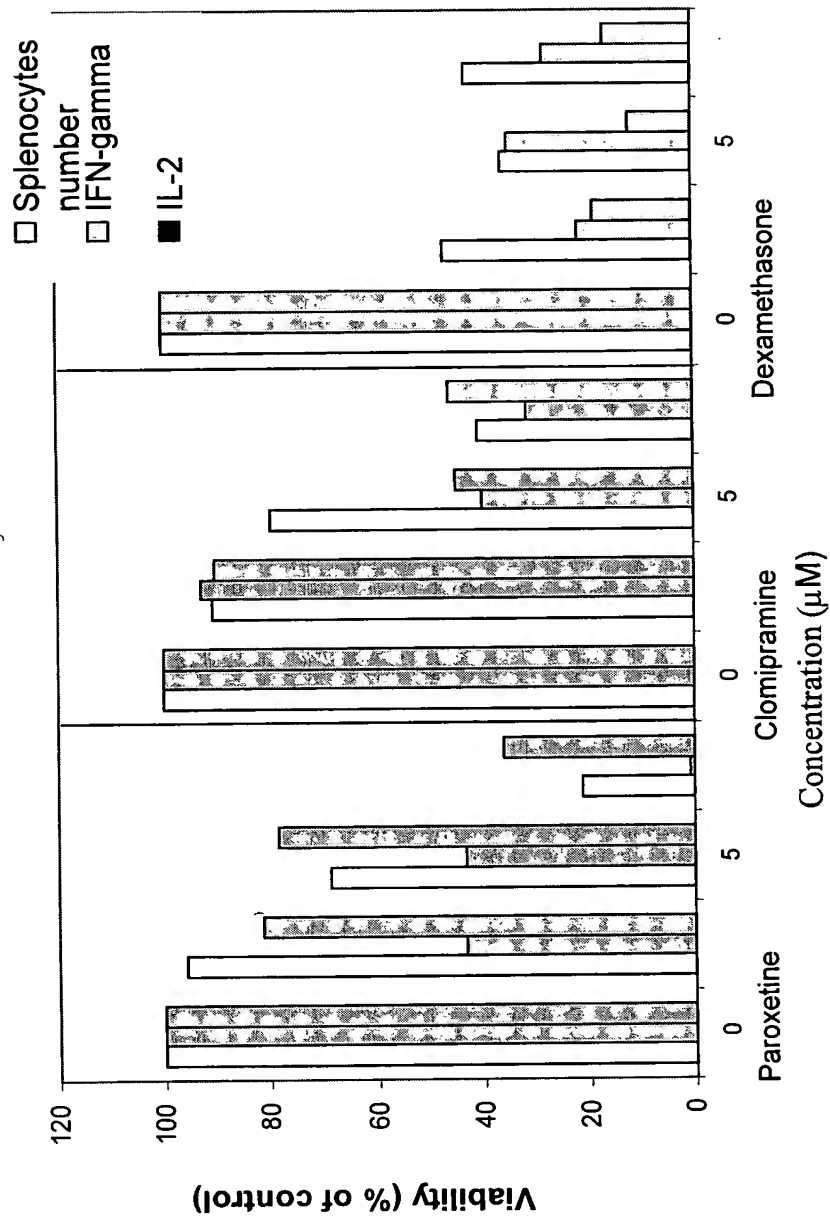 Splenocytes
number
IFN-gamma
IL-2
Viability (% of control)
120
100
80
60
40
20
0
0
5
0
5
0
5
Paroxetine
Clomipramine
Dexamethasone
Concentration (µM)